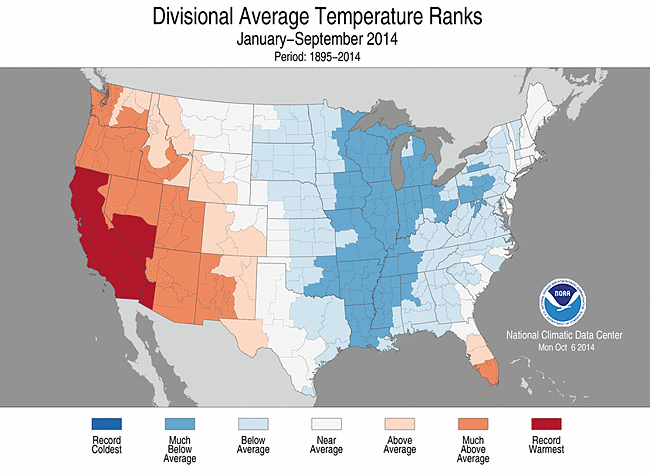 Divisional Average Temperature Ranks
January–September 2014
Period: 1895–2014
NOAA
National Climatic Data Center
Mon Oct 6 2014
Record Coldest
Much Below Average
Below Average
Near Average
Above Average
Much Above Average
Record Warmest